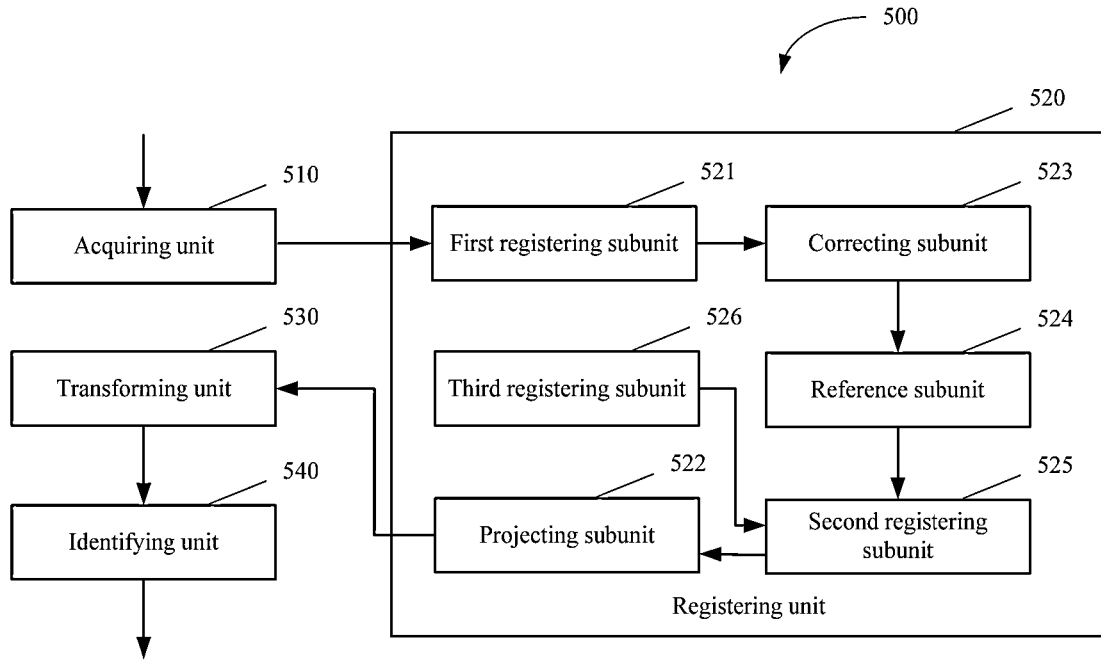 500
520
510
521
523
Acquiring unit
First registering subunit
Correcting subunit
530
526
524
Transforming unit
Third registering subunit
Reference subunit
540
522
525
Identifying unit
Projecting subunit
Second registering
subunit
Registering unit